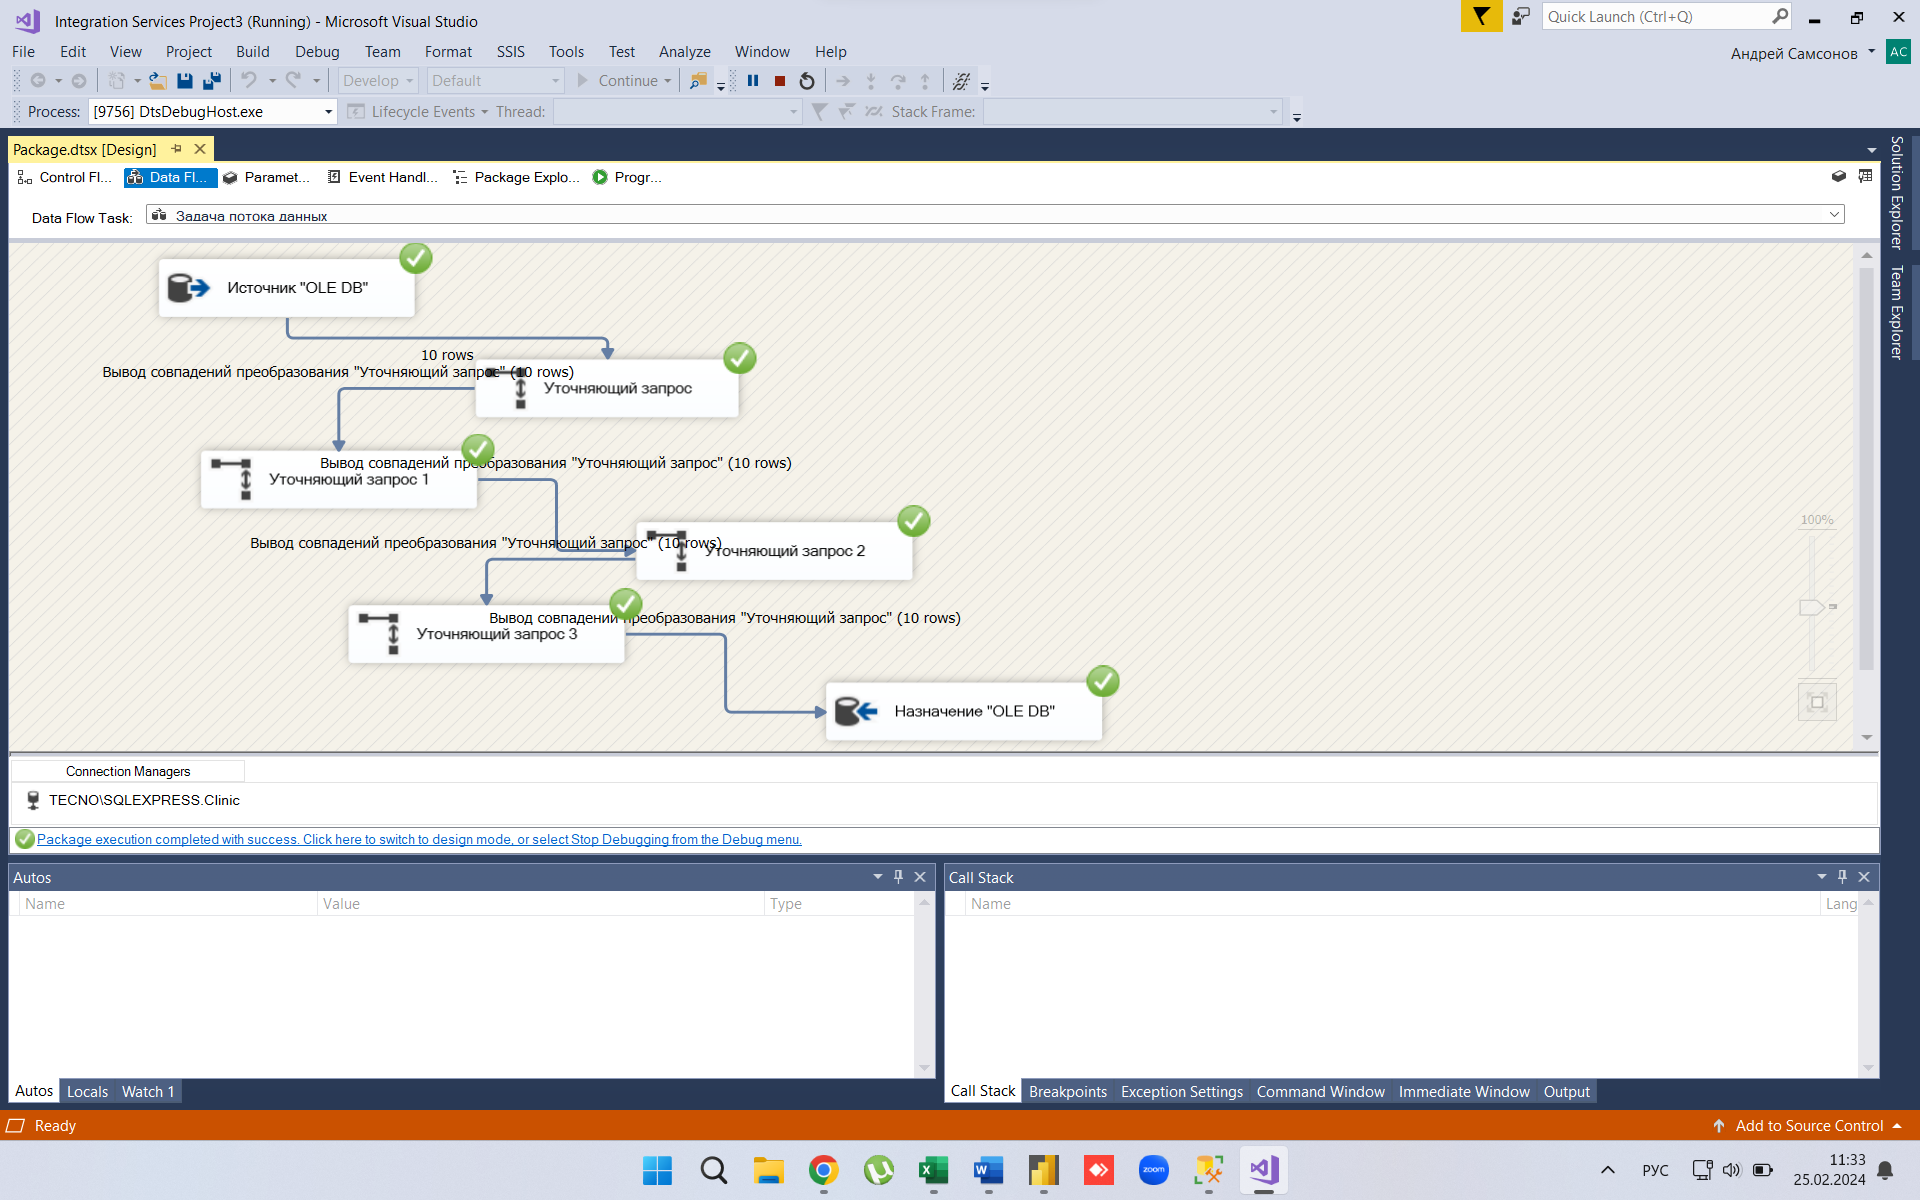 Integration Services Project3 (Running) - Microsoft Visual Studio
Quick Launch (Ctrl+Q)
File Edit View Project Build Debug Team Format SSIS Tools Test Analyze Window Help
Андрей Самсонов AC
Develop Default Continue
Process: [9756] DtsDebugHost.exe Lifecycle Events Thread: Stack Frame:
Package.dtsx [Design]
Control Fl... Data Fl... Paramet... Event Handl... Package Explo... Progr...
Data Flow Task: Задача потока данных
Источник "OLE DB"
10 rows
Вывод совпадений преобразования "Уточняющий запрос" (10 rows)
Уточняющий запрос
Вывод совпадений преобразования "Уточняющий запрос" (10 rows)
Уточняющий запрос 1
100%
Вывод совпадений преобразования "Уточняющий запрос" (10 rows)
Уточняющий запрос 2
Вывод совпадений преобразования "Уточняющий запрос" (10 rows)
Уточняющий запрос 3
Назначение "OLE DB"
Solution Explorer
Team Explorer
Connection Managers
TECNO\SQLEXPRESS.Clinic
Package execution completed with success. Click here to switch to design mode, or select Stop Debugging from the Debug menu.
Autos
Name Value Type
Autos Locals Watch 1
Call Stack
Name Lang
Call Stack Breakpoints Exception Settings Command Window Immediate Window Output
Ready
Add to Source Control
zoom
РУС
11:33
25.02.2024